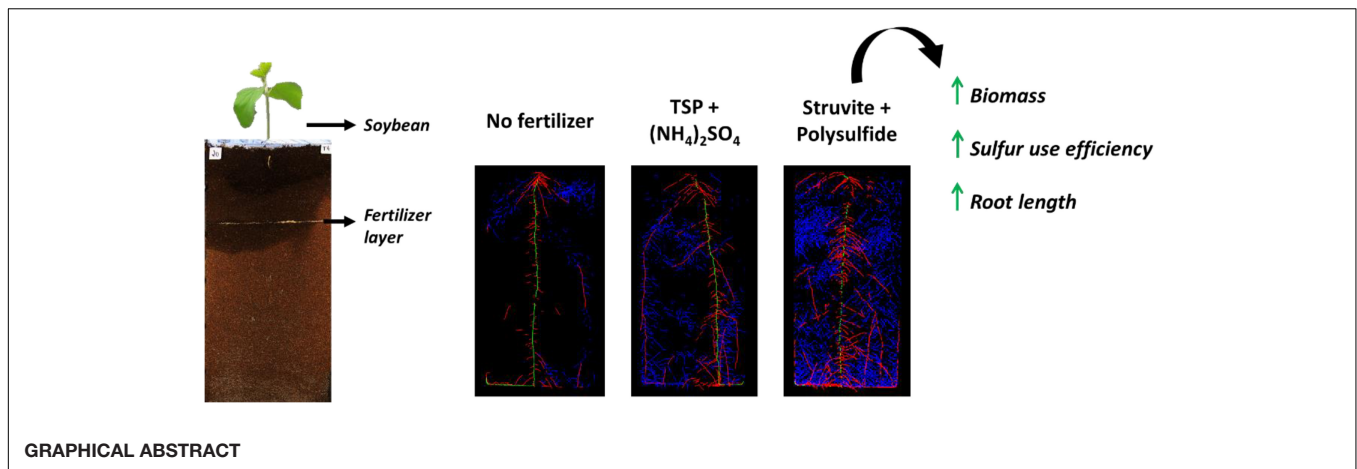 Soybean
Fertilizer
layer
No fertilizer
TSP +
(NH₄)₂SO₄
Struvite +
Polysulfide
Biomass
Sulfur use efficiency
Root length
GRAPHICAL ABSTRACT